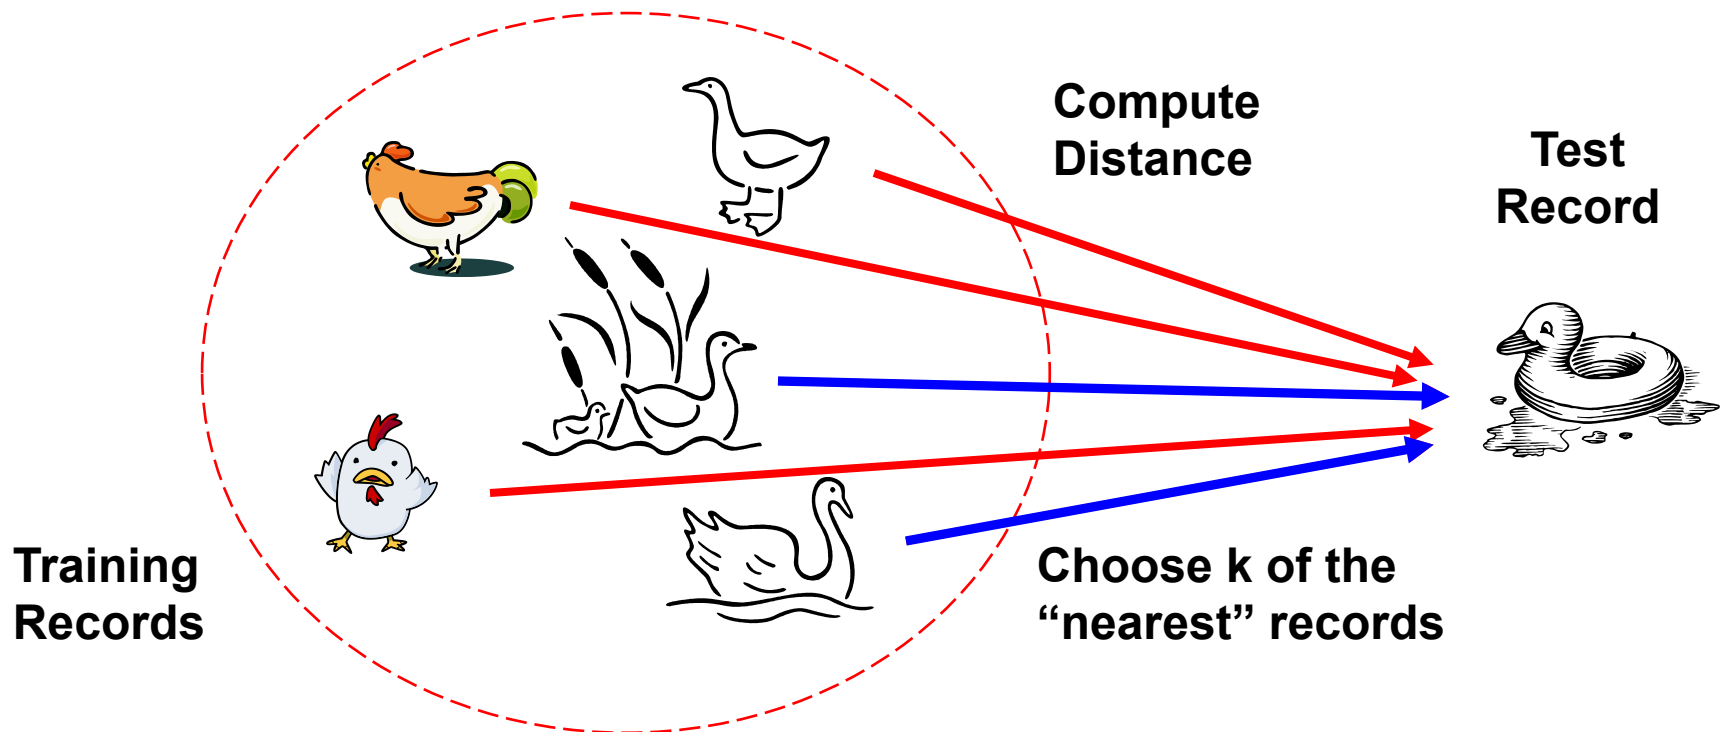 Compute
Distance
Test
Record
Training
Records
Choose k of the
“nearest” records